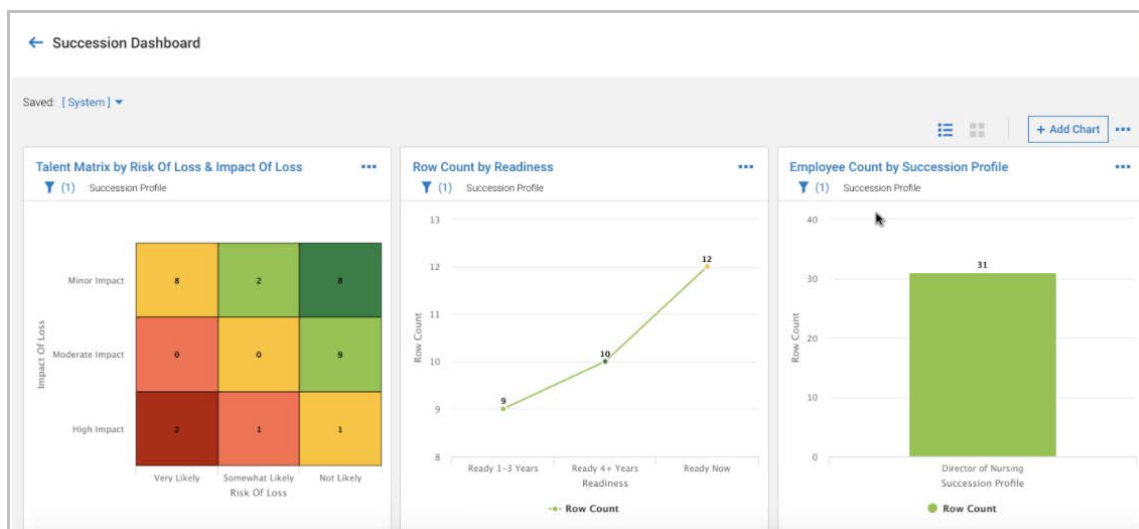 Succession Dashboard
Saved: [ System ]
+ Add Chart
Talent Matrix by Risk Of Loss & Impact Of Loss
(1) Succession Profile
Impact Of Loss
Minor Impact 8 2 8
Moderate Impact 0 0 9
High Impact 2 1 1
Very Likely Somewhat Likely Not Likely
Risk Of Loss
Row Count by Readiness
(1) Succession Profile
Row Count
13
12
11
10
9
8
9
10
12
Ready 1-3 Years Ready 4+ Years Ready Now
Readiness
Row Count
Employee Count by Succession Profile
(1) Succession Profile
Row Count
40
30
20
10
0
31
Director of Nursing
Succession Profile
Row Count